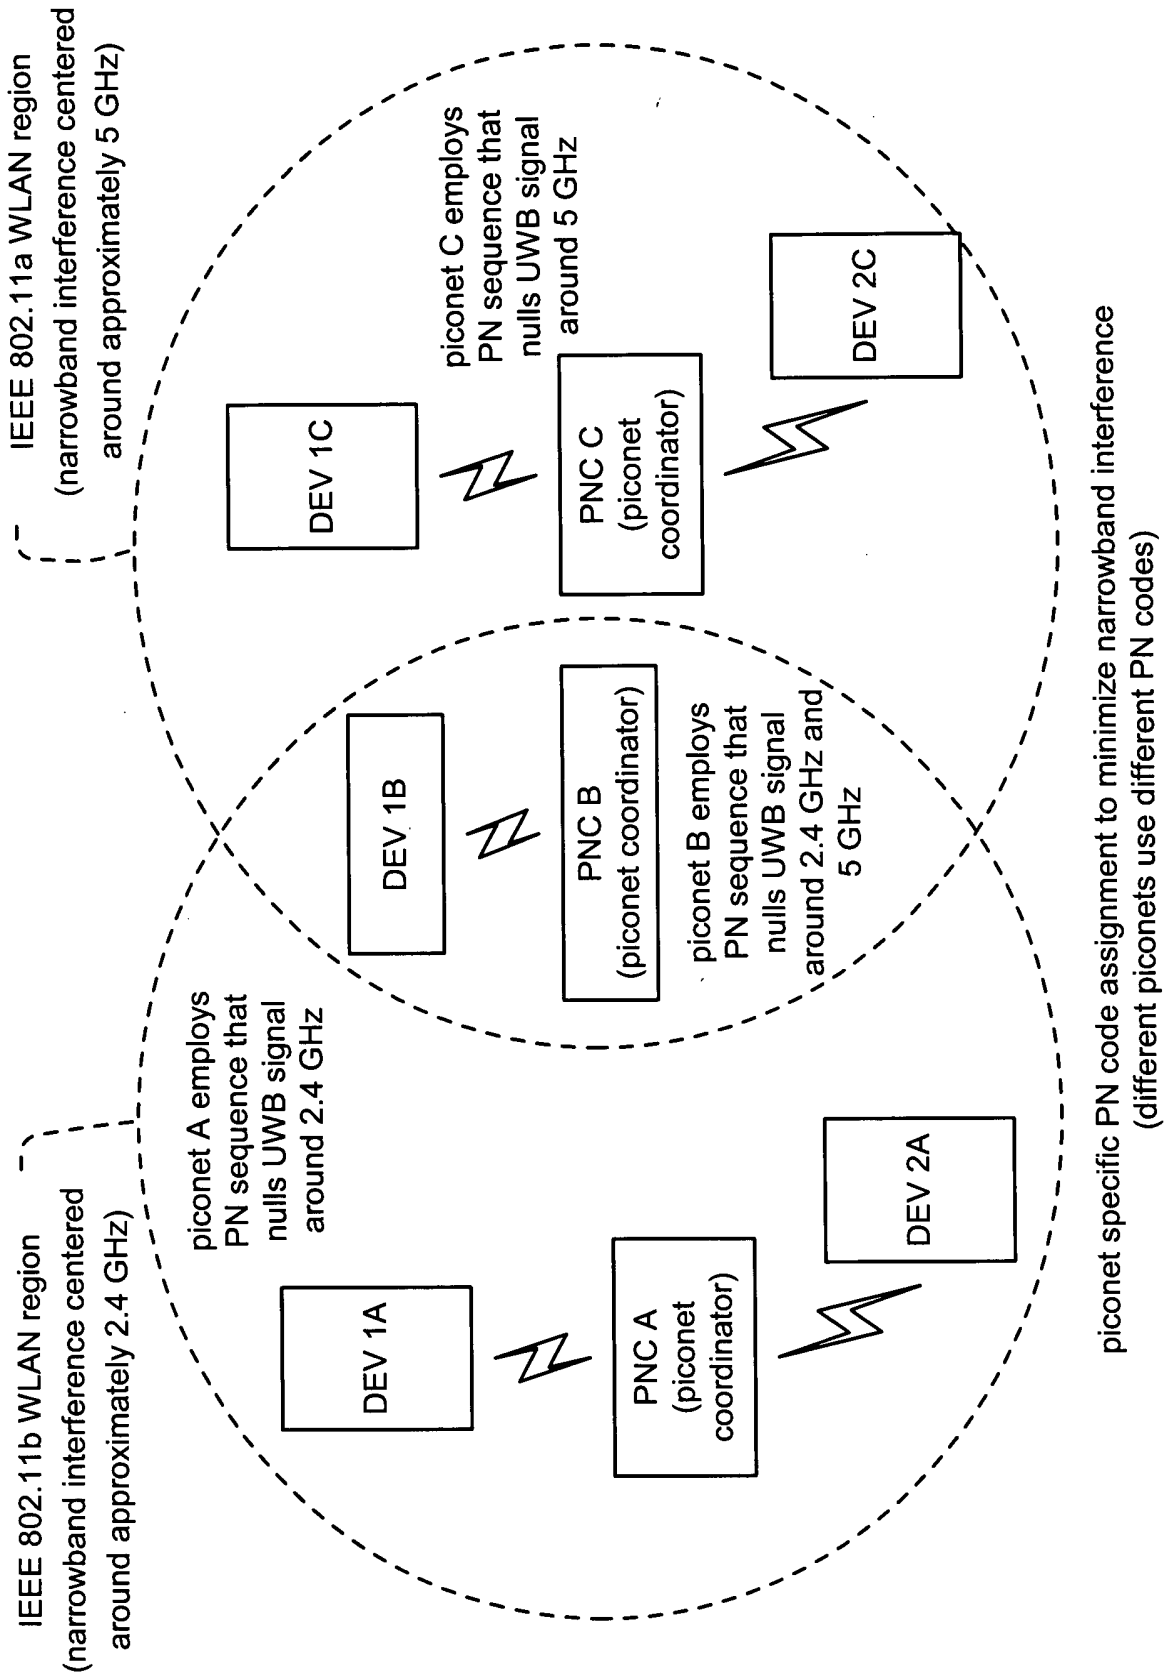 IEEE 802.11b WLAN region
(narrowband interference centered
around approximately 2.4 GHz)
IEEE 802.11a WLAN region
(narrowband interference centered
around approximately 5 GHz)
piconet A employs
PN sequence that
nulls UWB signal
around 2.4 GHz
DEV 1A
PNC A
(piconet
coordinator)
DEV 2A
DEV 1B
PNC B
(piconet coordinator)
piconet B employs
PN sequence that
nulls UWB signal
around 2.4 GHz and
5 GHz
DEV 1C
piconet C employs
PN sequence that
nulls UWB signal
around 5 GHz
PNC C
(piconet
coordinator)
DEV 2C
piconet specific PN code assignment to minimize narrowband interference
(different piconets use different PN codes)